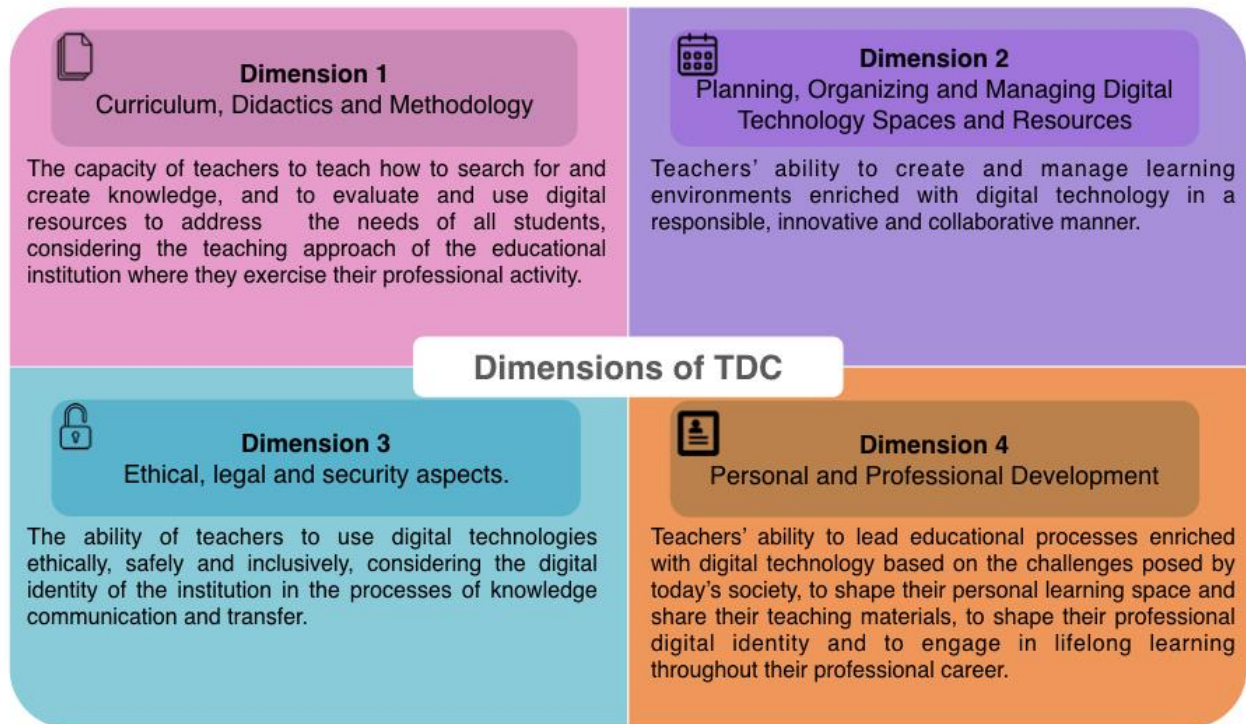 Dimension 1
Curriculum, Didactics and Methodology
The capacity of teachers to teach how to search for and
create knowledge, and to evaluate and use digital
resources to address the needs of all students,
considering the teaching approach of the educational
institution where they exercise their professional activity.
Dimension 2
Planning, Organizing and Managing Digital
Technology Spaces and Resources
Teachers’ ability to create and manage learning
environments enriched with digital technology in a
responsible, innovative and collaborative manner.
Dimensions of TDC
Dimension 3
Ethical, legal and security aspects.
The ability of teachers to use digital technologies
ethically, safely and inclusively, considering the digital
identity of the institution in the processes of knowledge
communication and transfer.
Dimension 4
Personal and Professional Development
Teachers’ ability to lead educational processes enriched
with digital technology based on the challenges posed by
today’s society, to shape their personal learning space and
share their teaching materials, to shape their professional
digital identity and to engage in lifelong learning
throughout their professional career.